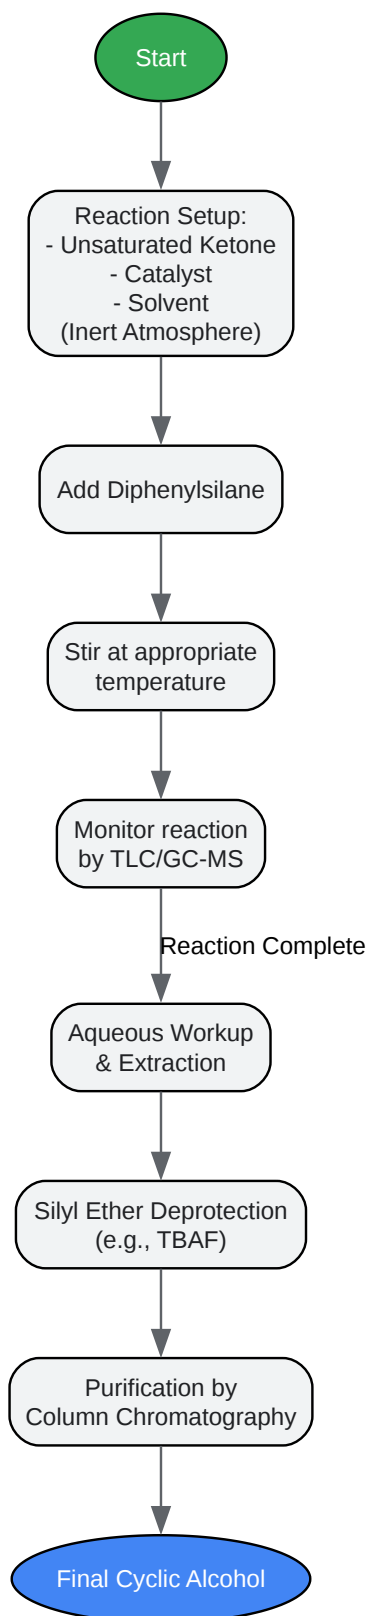 Start
Reaction Setup:
- Unsaturated Ketone
- Catalyst
- Solvent
(Inert Atmosphere)
Add Diphenylsilane
Stir at appropriate
temperature
Monitor reaction
by TLC/GC-MS
Reaction Complete
Aqueous Workup
& Extraction
Silyl Ether Deprotection
(e.g., TBAF)
Purification by
Column Chromatography
Final Cyclic Alcohol